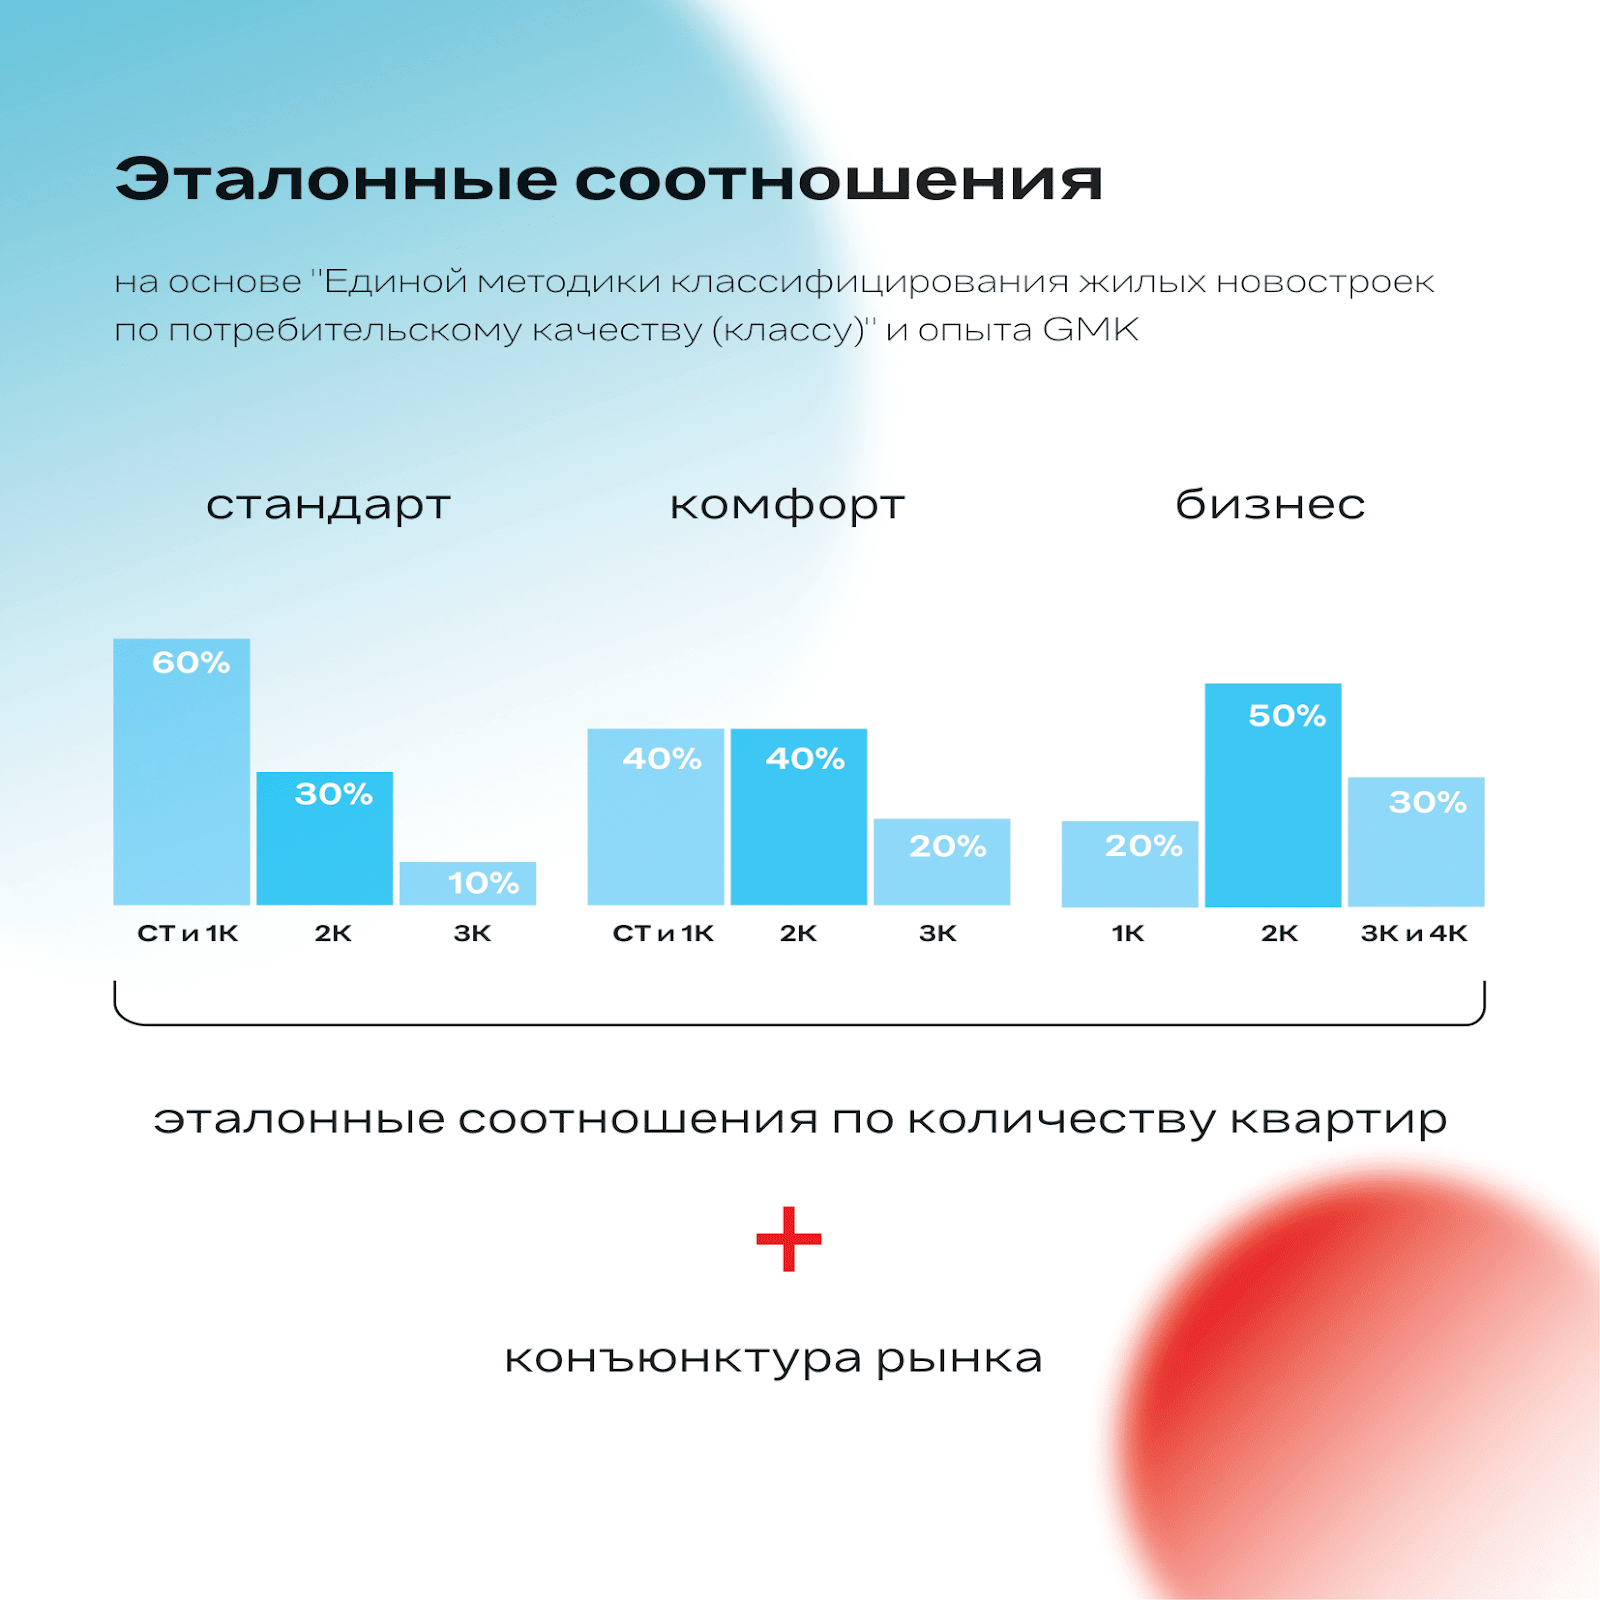 Эталонные соотношения
на основе "Единой методики классифицирования жилых новостроек
по потребительскому качеству (классу)" и опыта GMK
стандарт
комфорт
бизнес
60%
30%
10%
СТ и 1К
2К
3К
40%
40%
20%
СТ и 1К
2К
3К
20%
50%
30%
1К
2К
3К и 4К
эталонные соотношения по количеству квартир
+
конъюнктура рынка